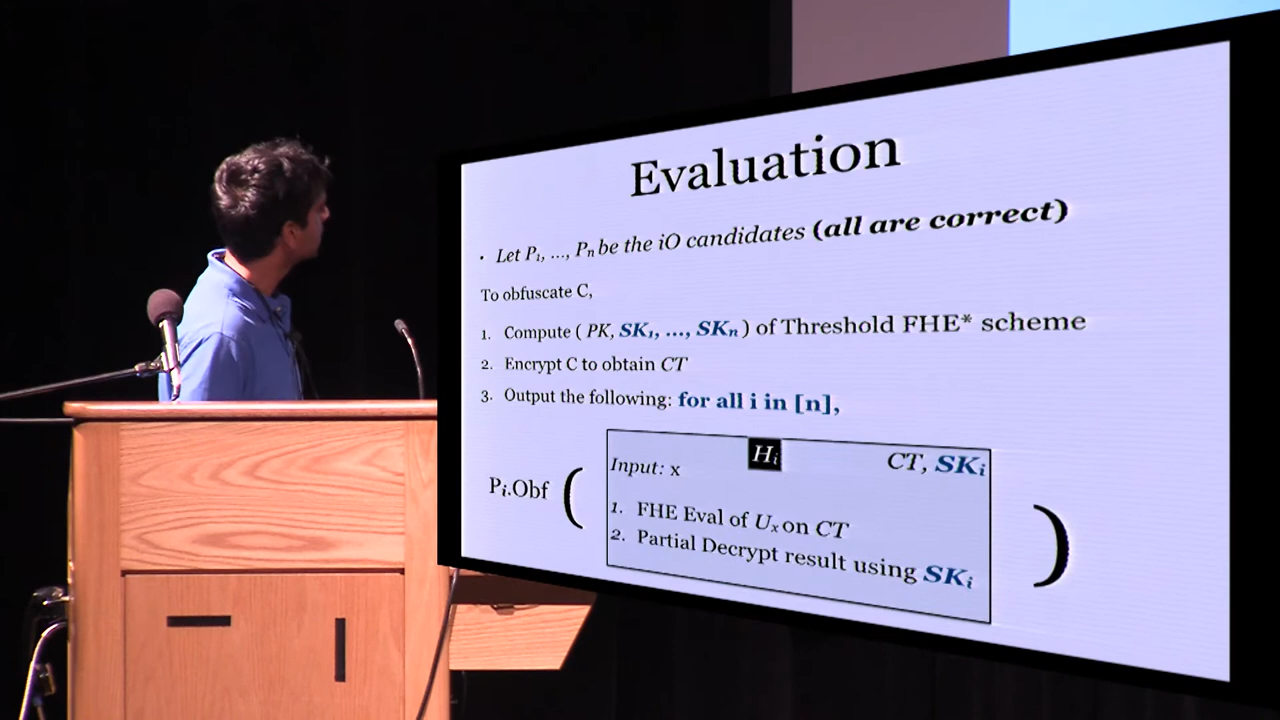 Evaluation
· Let P1, ..., Pn be the iO candidates (all are correct)
To obfuscate C,
1. Compute ( PK, SK1, ..., SKn ) of Threshold FHE* scheme
2. Encrypt C to obtain CT
3. Output the following: for all i in [n],
Hi
Input: x CT, SKi
Pi.Obf ( )
1. FHE Eval of Ux on CT
2. Partial Decrypt result using SKi